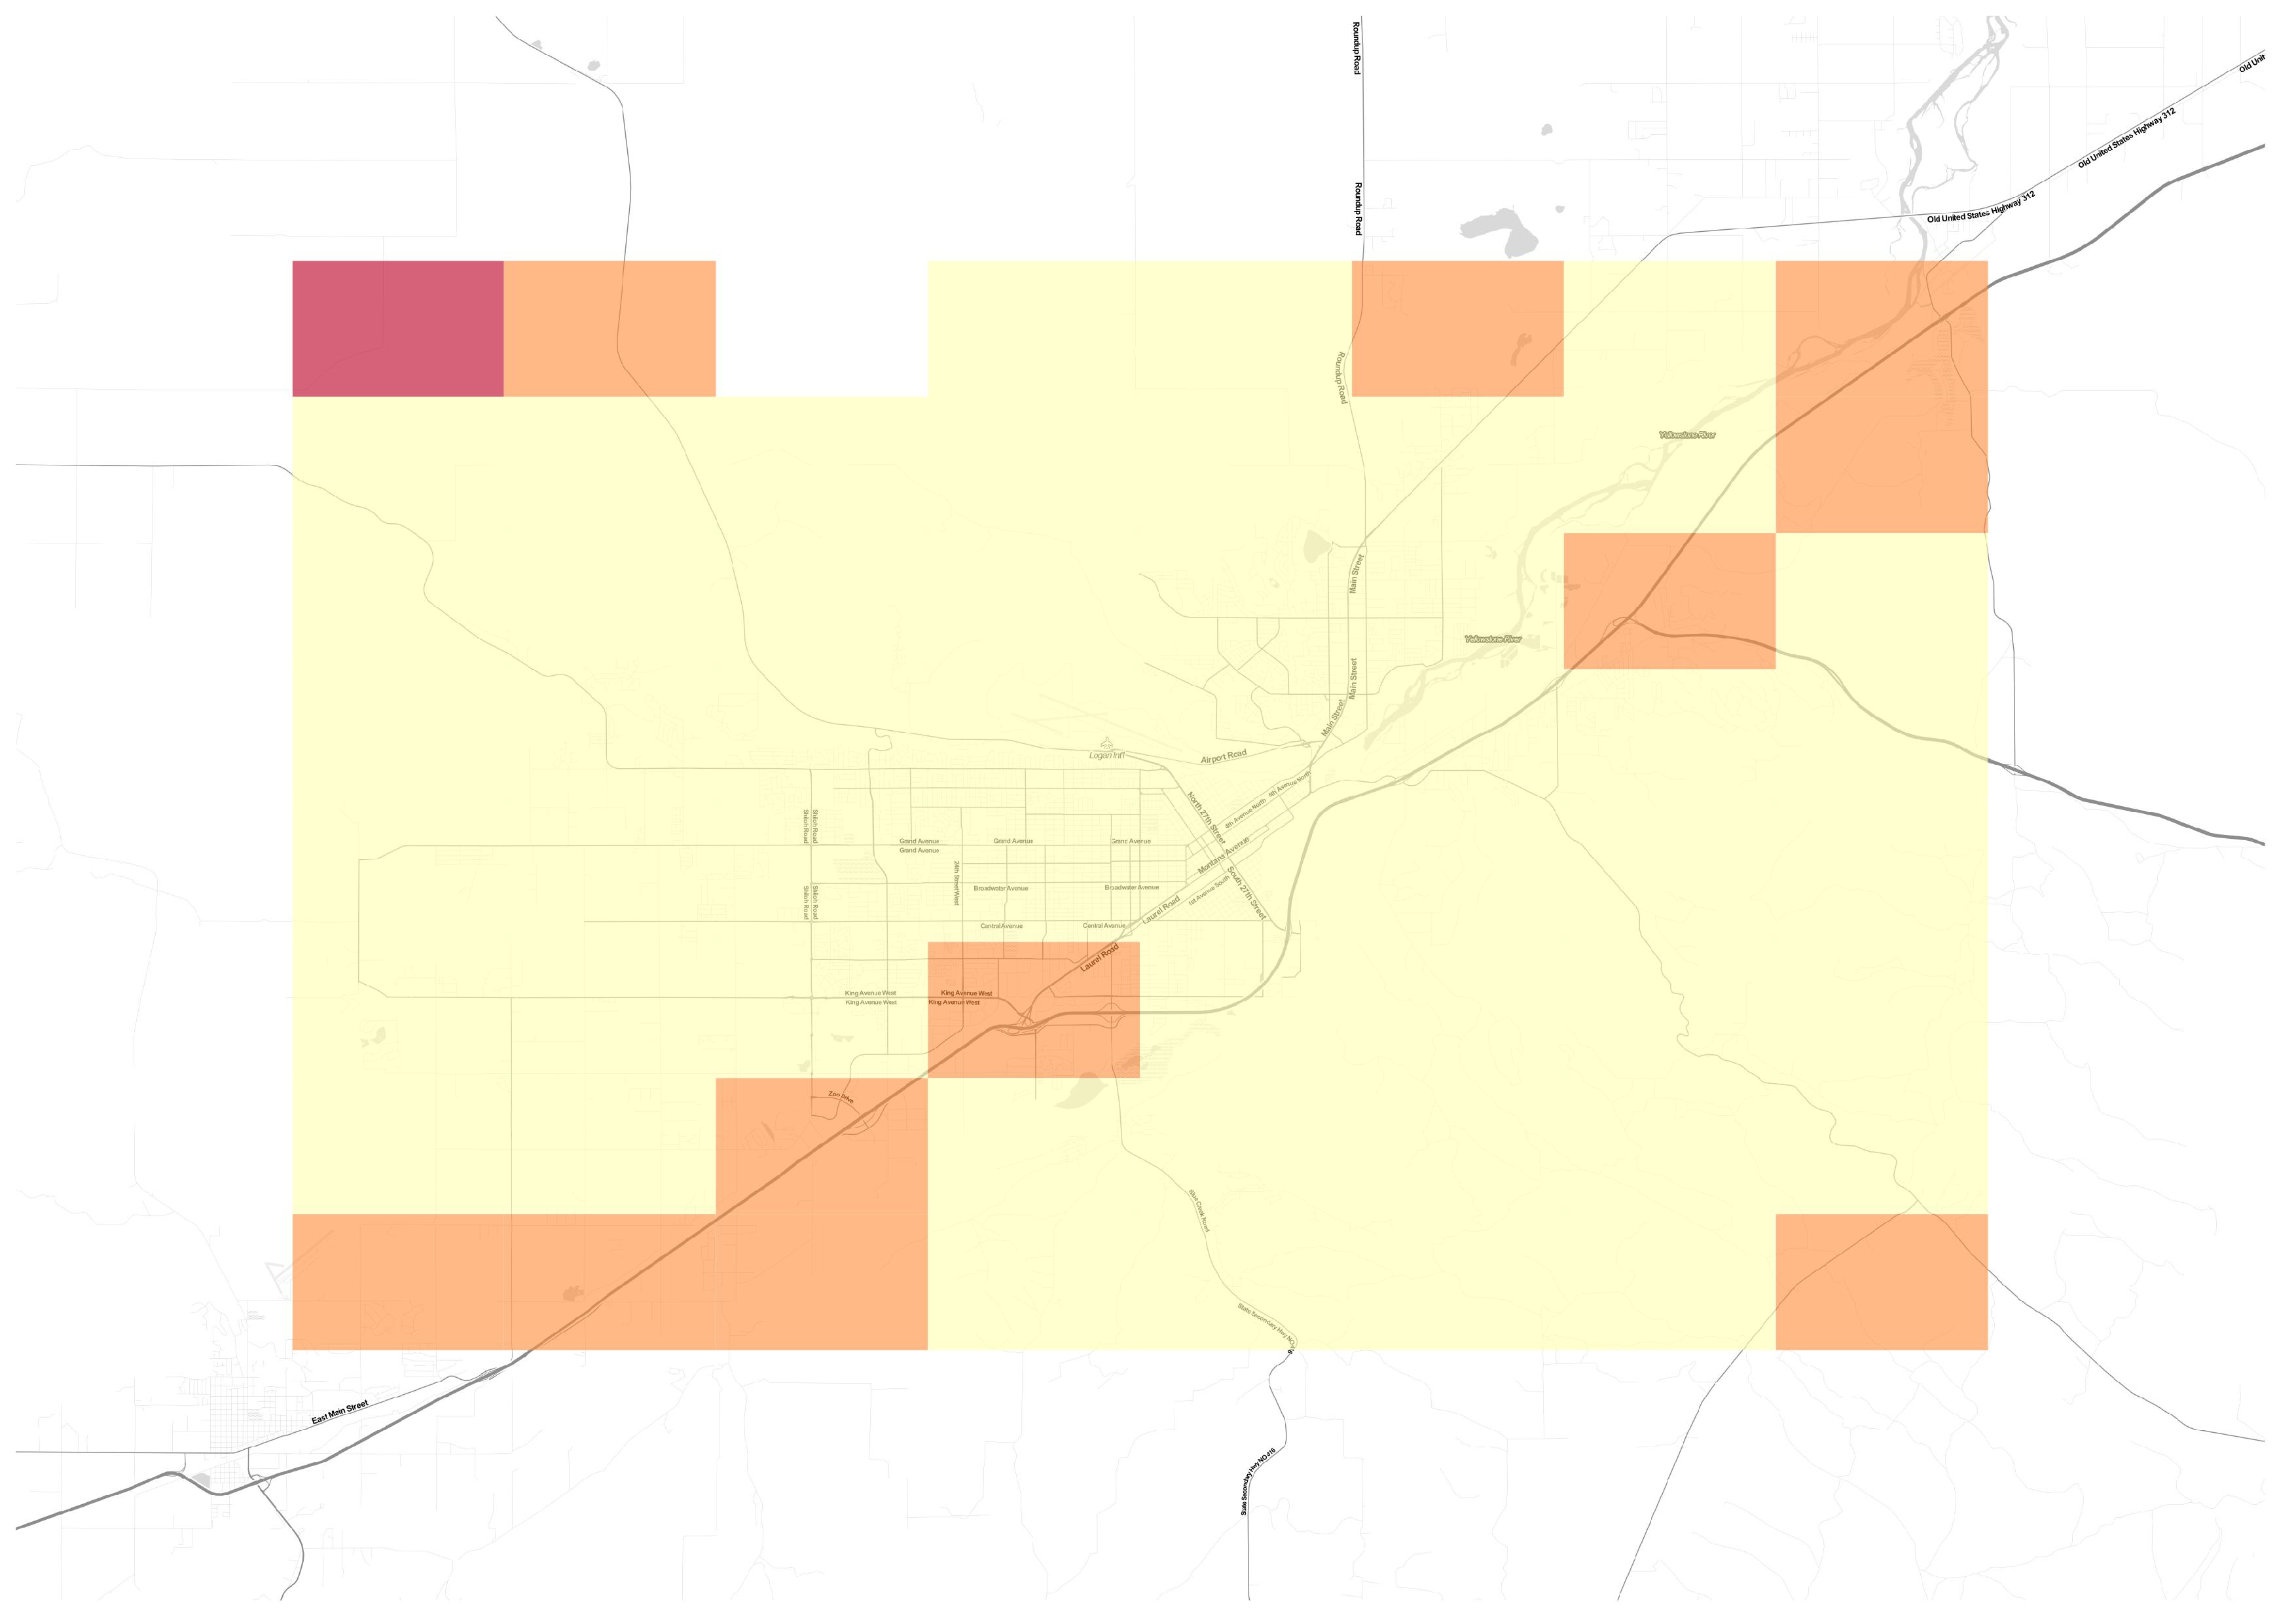 Roundup Road
Old Unit
Old United States Highway 312
Roundup Road
Old United States Highway 312
Roundup Road
Yellowstone River
Main Street
Yellowstone River
Main Street
Main Street
Logan Intl
Airport Road
North 27th Street
4th Avenue North
6th Avenue North
Shiloh Road
Shiloh Road
Grand Avenue
Grand Avenue
Grand Avenue
Grand Avenue
Montana Avenue
24th Street West
Broadwater Avenue
Broadwater Avenue
South 27th Street
1st Avenue South
Shiloh Road
Shiloh Road
Laurel Road
Central Avenue
Central Avenue
Laurel Road
King Avenue West
King Avenue West
King Avenue West
King Avenue West
Blue Creek Road
State Secondary Hwy NO
East Main Street
State Secondary Hwy NO 416